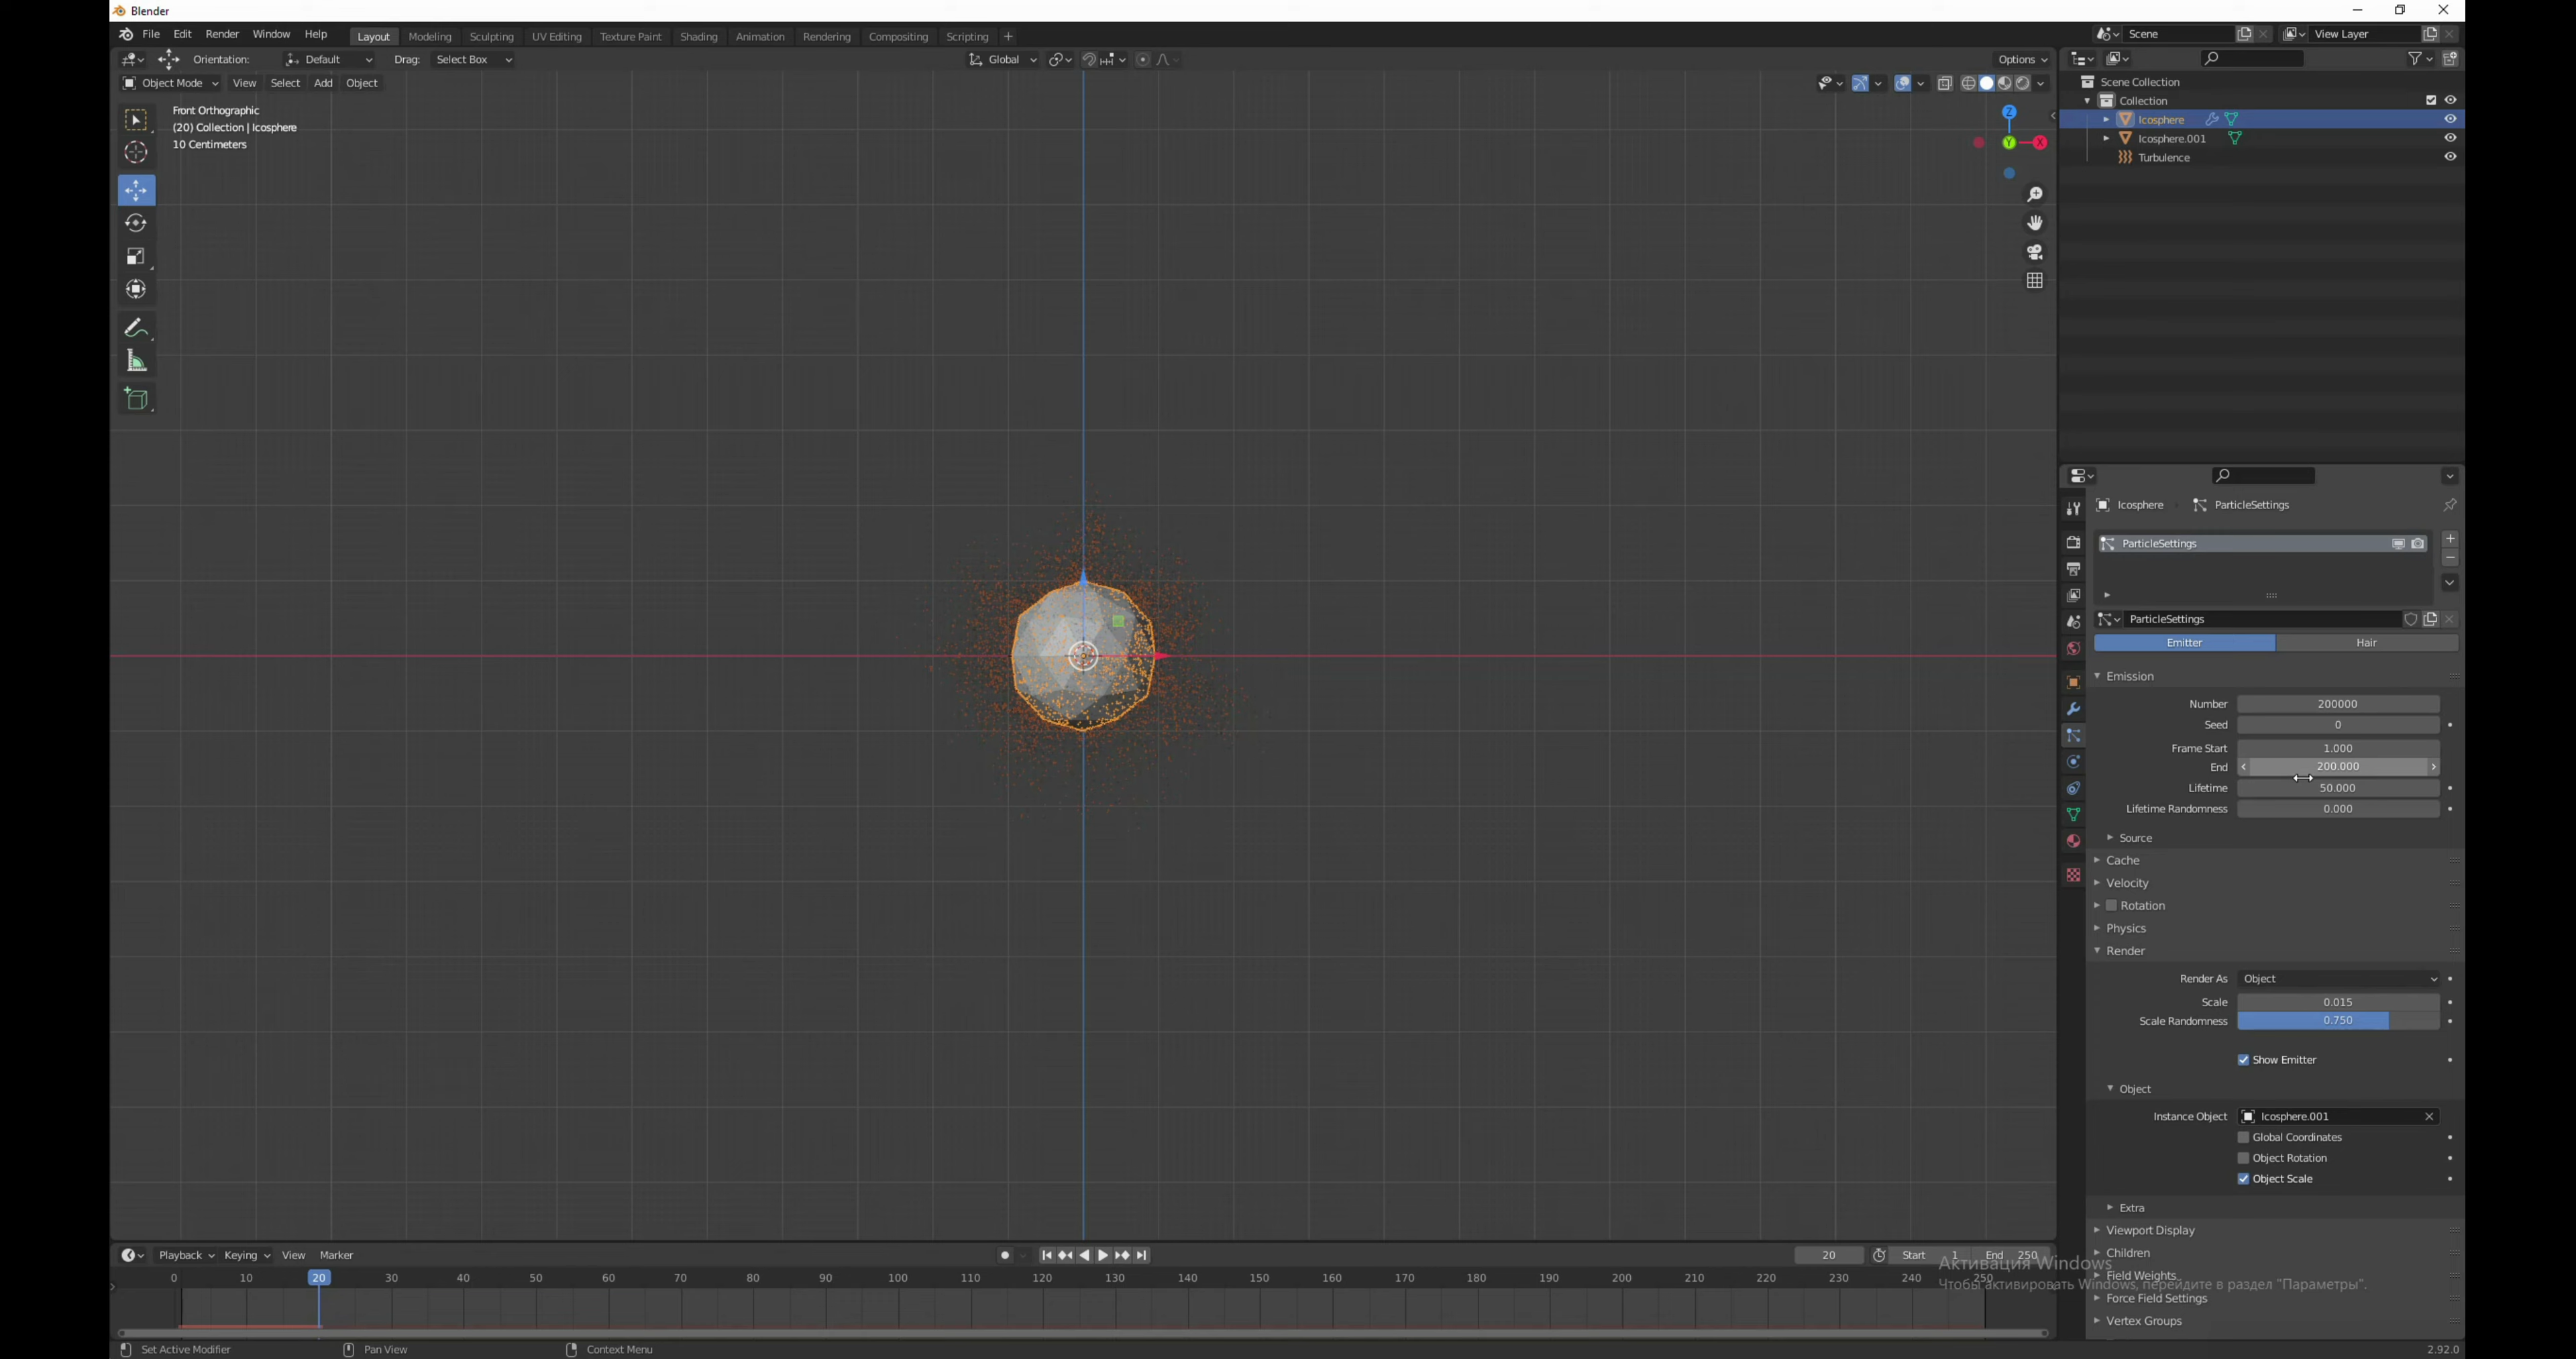 Blender
File Edit Render Window Help Layout Modeling Sculpting UV Editing Texture Paint Shading Animation Rendering Compositing Scripting + Scene View Layer
Orientation: Default Drag: Select Box Global Options
Object Mode View Select Add Object
Front Orthographic
(20) Collection | Icosphere
10 Centimeters
Z
Y
X
Scene Collection
Collection
Icosphere
Icosphere.001
Turbulence
Icosphere ParticleSettings
ParticleSettings
ParticleSettings
Emitter Hair
Emission
Number 200000
Seed 0
Frame Start 1.000
End 200.000
Lifetime 50.000
Lifetime Randomness 0.000
Source
Cache
Velocity
Rotation
Physics
Render
Render As Object
Scale 0.015
Scale Randomness 0.750
Show Emitter
Object
Instance Object Icosphere.001
Global Coordinates
Object Rotation
Object Scale
Extra
Viewport Display
Children
Field Weights
Force Field Settings
Vertex Groups
Playback Keying View Marker 20 Start 1 End 250
0 10 20 30 40 50 60 70 80 90 100 110 120 130 140 150 160 170 180 190 200 210 220 230 240 250
Активация Windows
Чтобы активировать Windows, перейдите в раздел "Параметры".
Set Active Modifier Pan View Context Menu 2.92.0